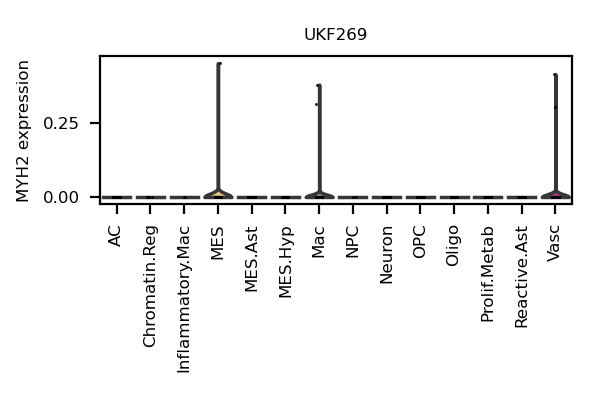 UKF269
MYH2 expression
0.25
0.00
AC
Chromatin.Reg
Inflammatory.Mac
MES
MES.Ast
MES.Hyp
Mac
NPC
Neuron
OPC
Oligo
Prolif.Metab
Reactive.Ast
Vasc